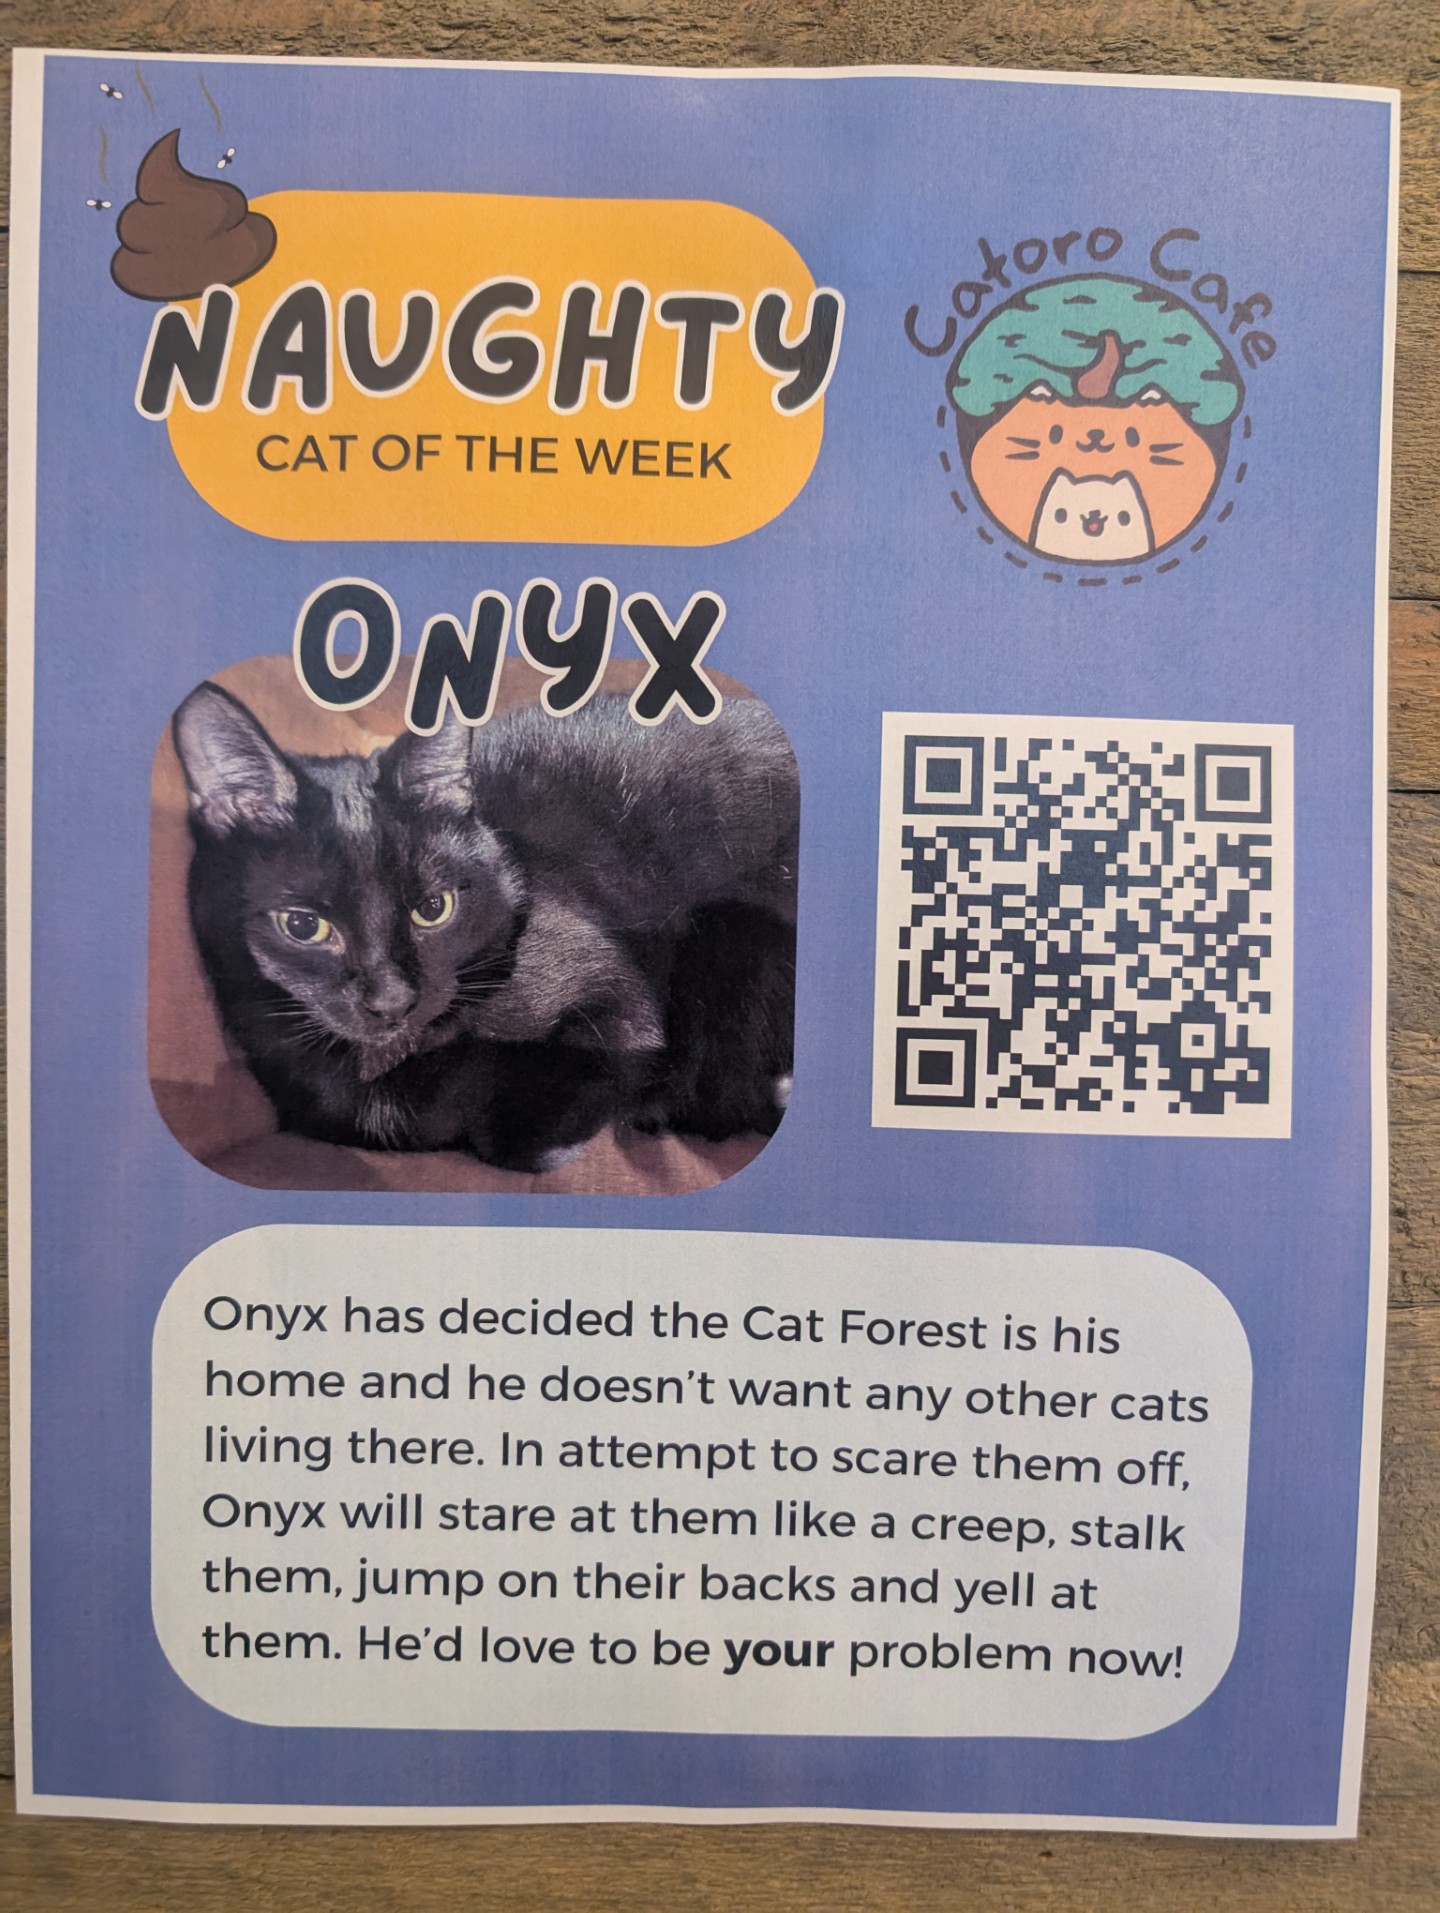 NAUGHTY
CAT OF THE WEEK
Catoro Cafe
ONYX
Onyx has decided the Cat Forest is his
home and he doesn't want any other cats
living there. In attempt to scare them off,
Onyx will stare at them like a creep, stalk
them, jump on their backs and yell at
them. He'd love to be your problem now!